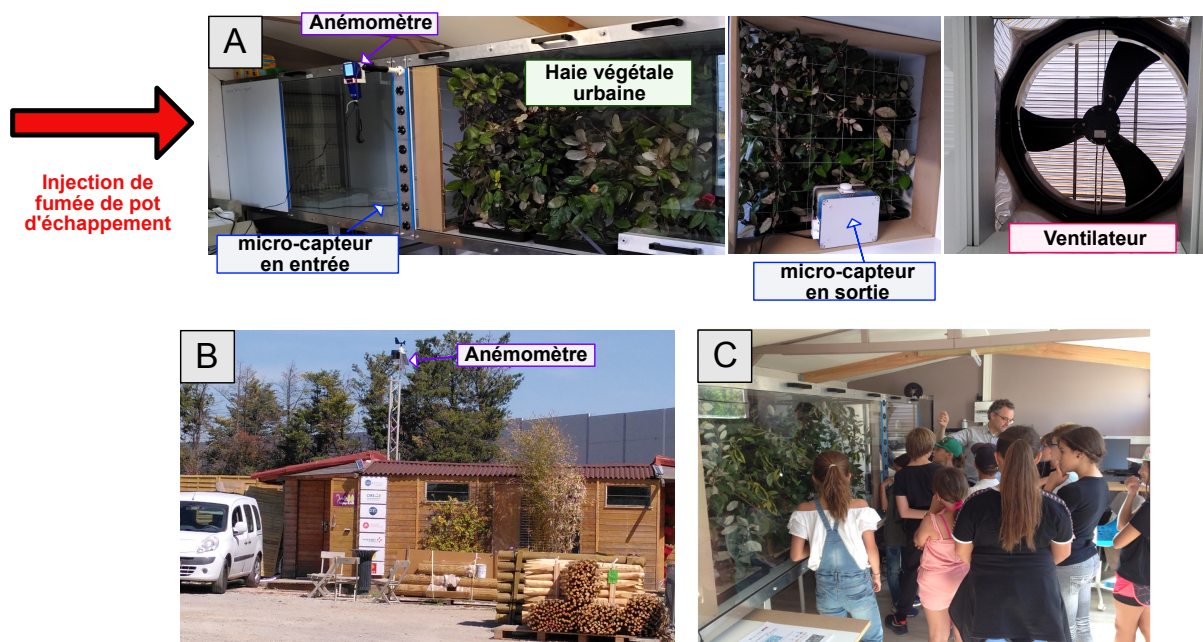 A
Anémomètre
Haie végétale
urbaine
Injection de
fumée de pot
d'échappement
micro-capteur
en entrée
micro-capteur
en sortie
Ventilateur
B
Anémomètre
C